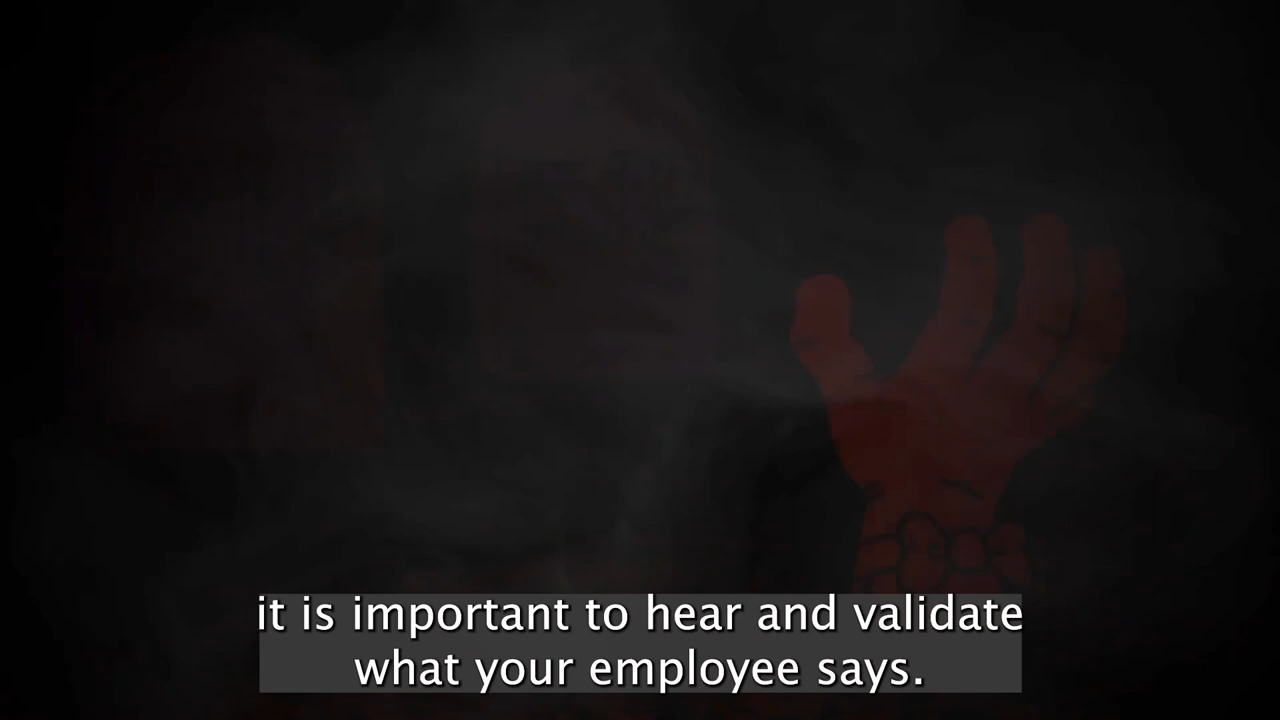 it is important to hear and validate
what your employee says.